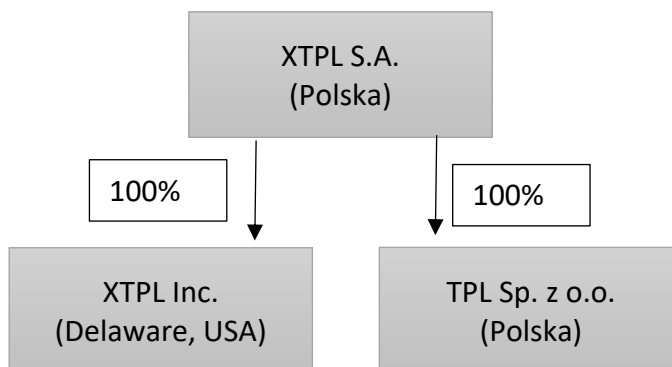 XTPL S.A.
(Polska)
100%
100%
XTPL Inc.
(Delaware, USA)
TPL Sp. z o.o.
(Polska)